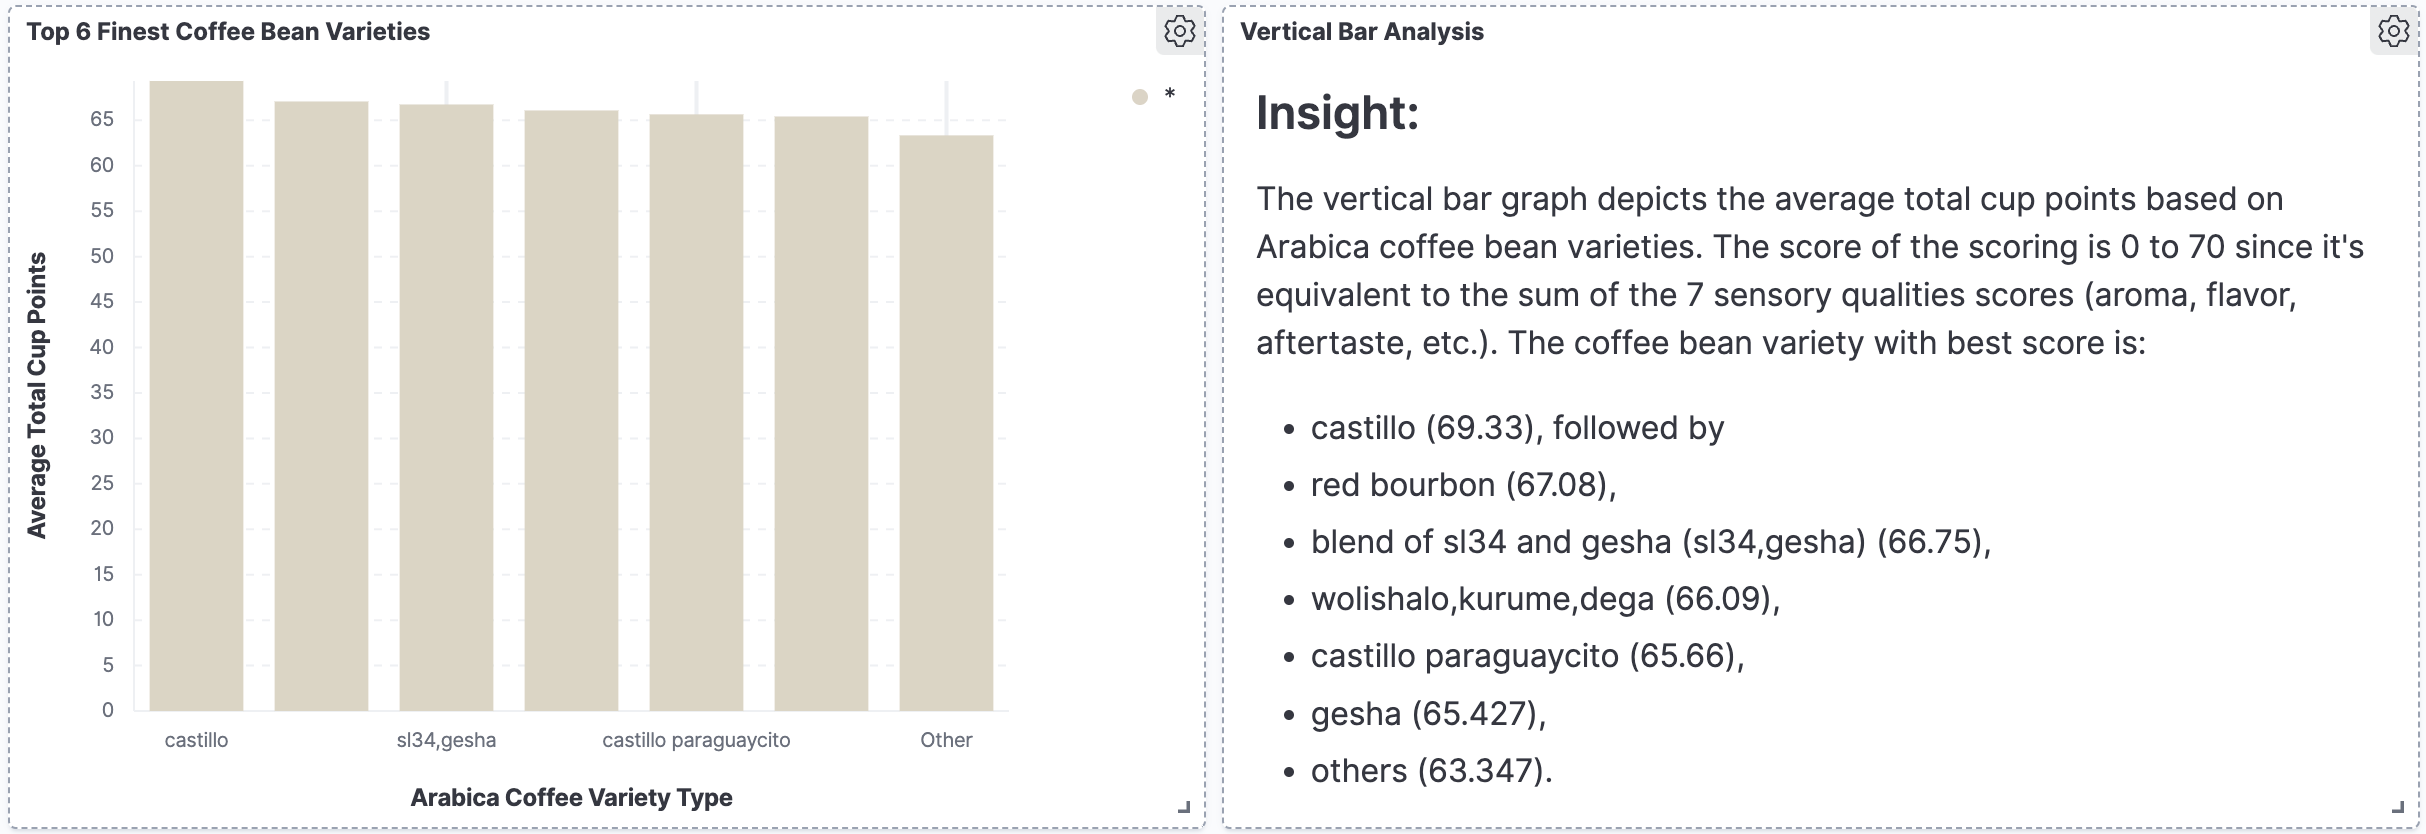 Top 6 Finest Coffee Bean Varieties
*
65
60
55
50
45
40
35
30
25
20
15
10
5
0
Average Total Cup Points
castillo
sl34,gesha
castillo paraguaycito
Other
Arabica Coffee Variety Type
Vertical Bar Analysis
Insight:
The vertical bar graph depicts the average total cup points based on
Arabica coffee bean varieties. The score of the scoring is 0 to 70 since it's
equivalent to the sum of the 7 sensory qualities scores (aroma, flavor,
aftertaste, etc.). The coffee bean variety with best score is:
• castillo (69.33), followed by
• red bourbon (67.08),
• blend of sl34 and gesha (sl34,gesha) (66.75),
• wolishalo,kurume,dega (66.09),
• castillo paraguaycito (65.66),
• gesha (65.427),
• others (63.347).